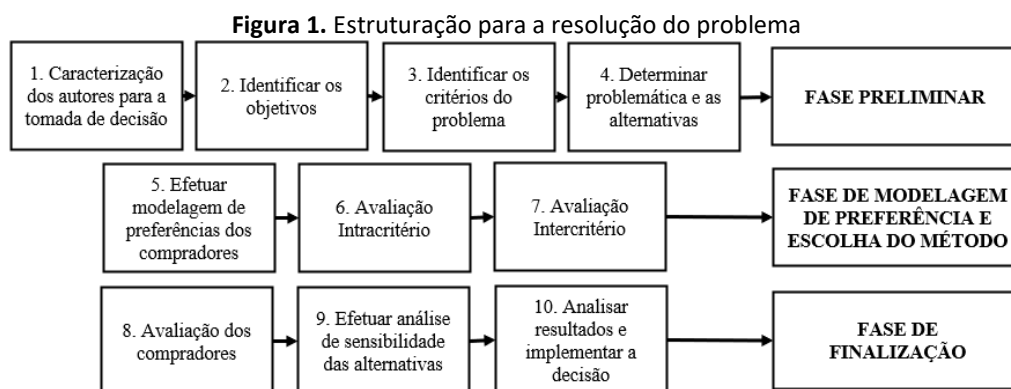 Figura 1. Estruturação para a resolução do problema
1. Caracterização
dos autores para a
tomada de decisão
2. Identificar os
objetivos
3. Identificar os
critérios do
problema
4. Determinar
problemática e as
alternativas
FASE PRELIMINAR
5. Efetuar
modelagem de
preferências dos
compradores
6. Avaliação
Intracritério
7. Avaliação
Intercritério
FASE DE MODELAGEM
DE PREFERÊNCIA E
ESCOLHA DO MÉTODO
8. Avaliação dos
compradores
9. Efetuar análise
de sensibilidade
das alternativas
10. Analisar
resultados e
implementar a
decisão
FASE DE
FINALIZAÇÃO